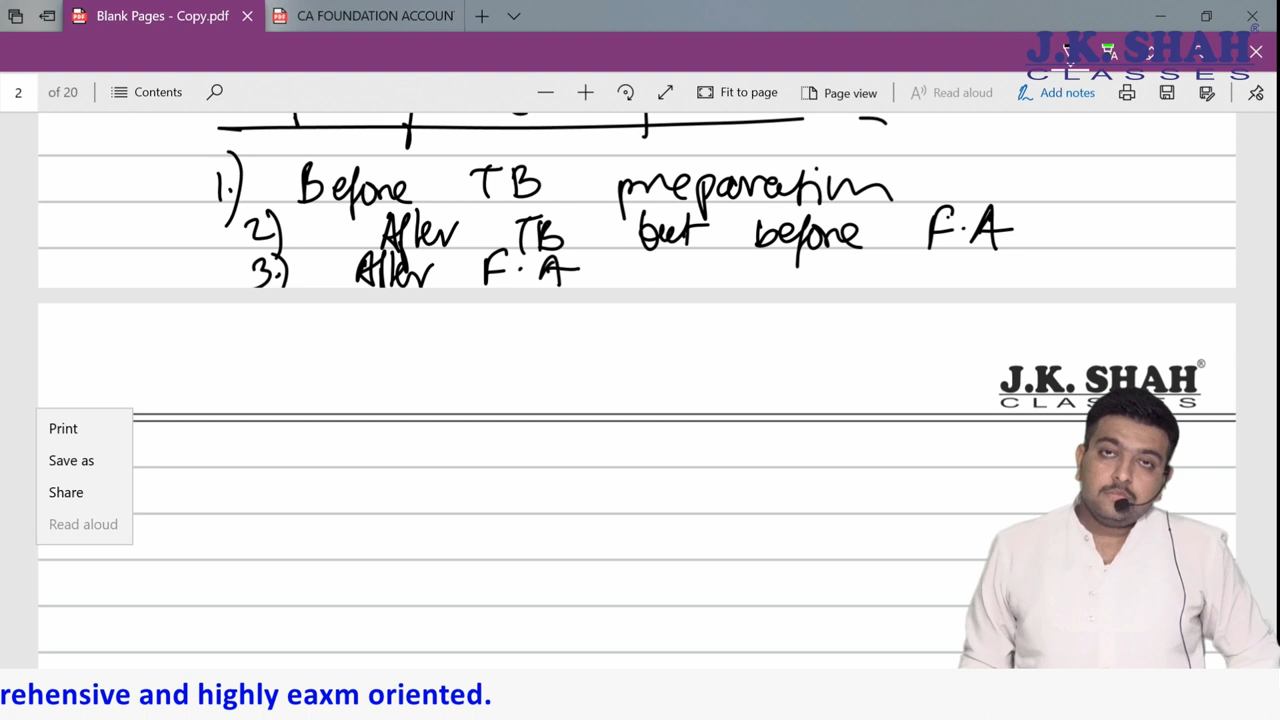 Blank Pages - Copy.pdf
CA FOUNDATION ACCOUN
J.K. SHAH
CLASSES
2 of 20
Contents
Fit to page
Page view
Read aloud
Add notes
1.) Before TB preparation
2) After TB but before F.A
3.) After F.A
J.K. SHAH
CLASSES
Print
Save as
Share
Read aloud
rehensive and highly eaxm oriented.